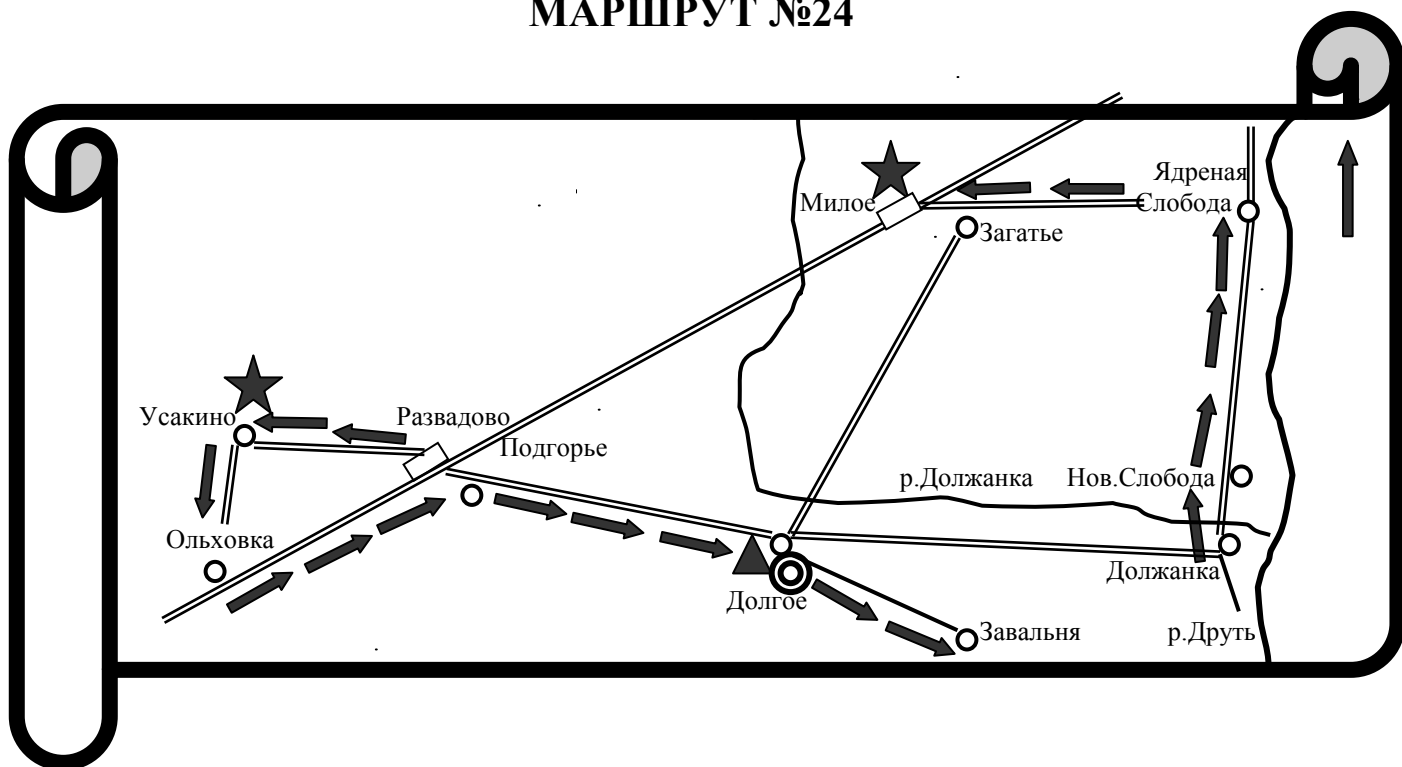 МАРШРУТ №24
Ядреная
Слобода
Милое
Загатье
Усакино
Развадово
Подгорье
р.Должанка
Нов.Слобода
Ольховка
Должанка
Долгое
Завальня
р.Друть